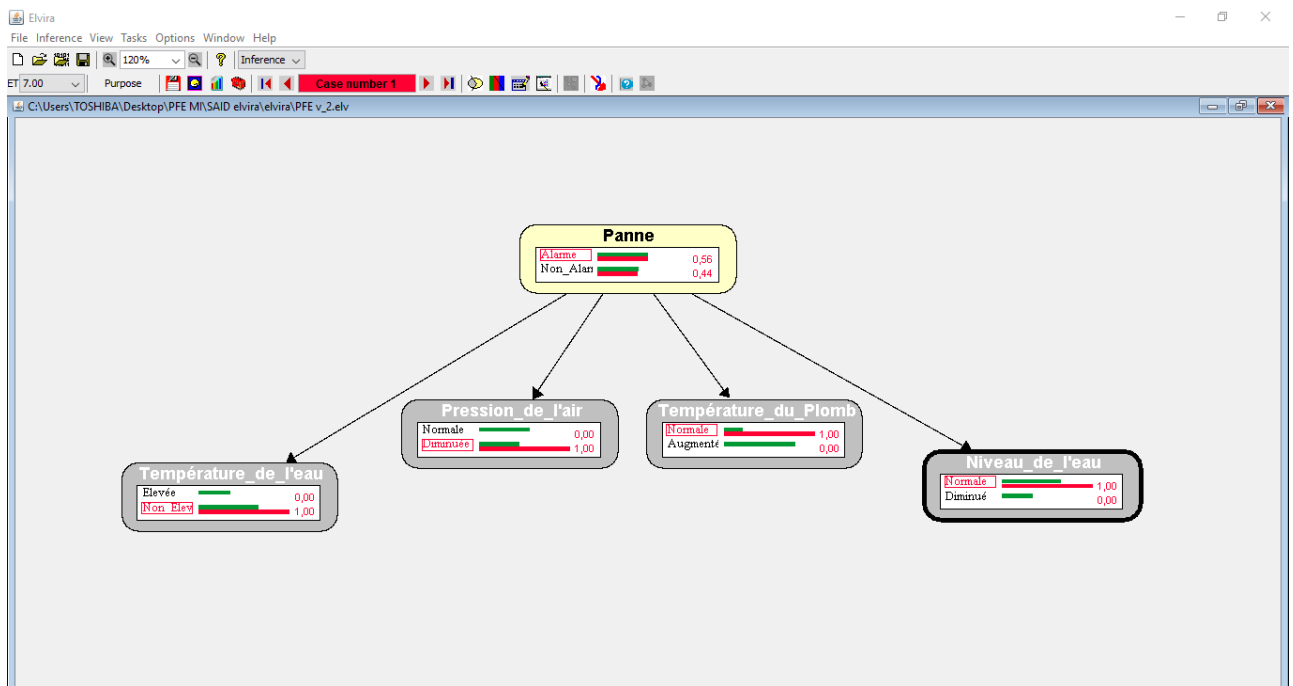 Elvira
File Inference View Tasks Options Window Help
120% Inference
ET 7.00 Purpose Case number 1
C:\Users\TOSHIBA\Desktop\PFE MI\SAID elvira\elvira\PFE v_2.elv
Panne
Alarme 0,56
Non_Alan 0,44
Pression_de_l'air
Normale 0,00
Diminuée 1,00
Température_du_Plomb
Normale 1,00
Augmenté 0,00
Température_de_l'eau
Elevée 0,00
Non_Elev 1,00
Niveau_de_l'eau
Normale 1,00
Diminué 0,00